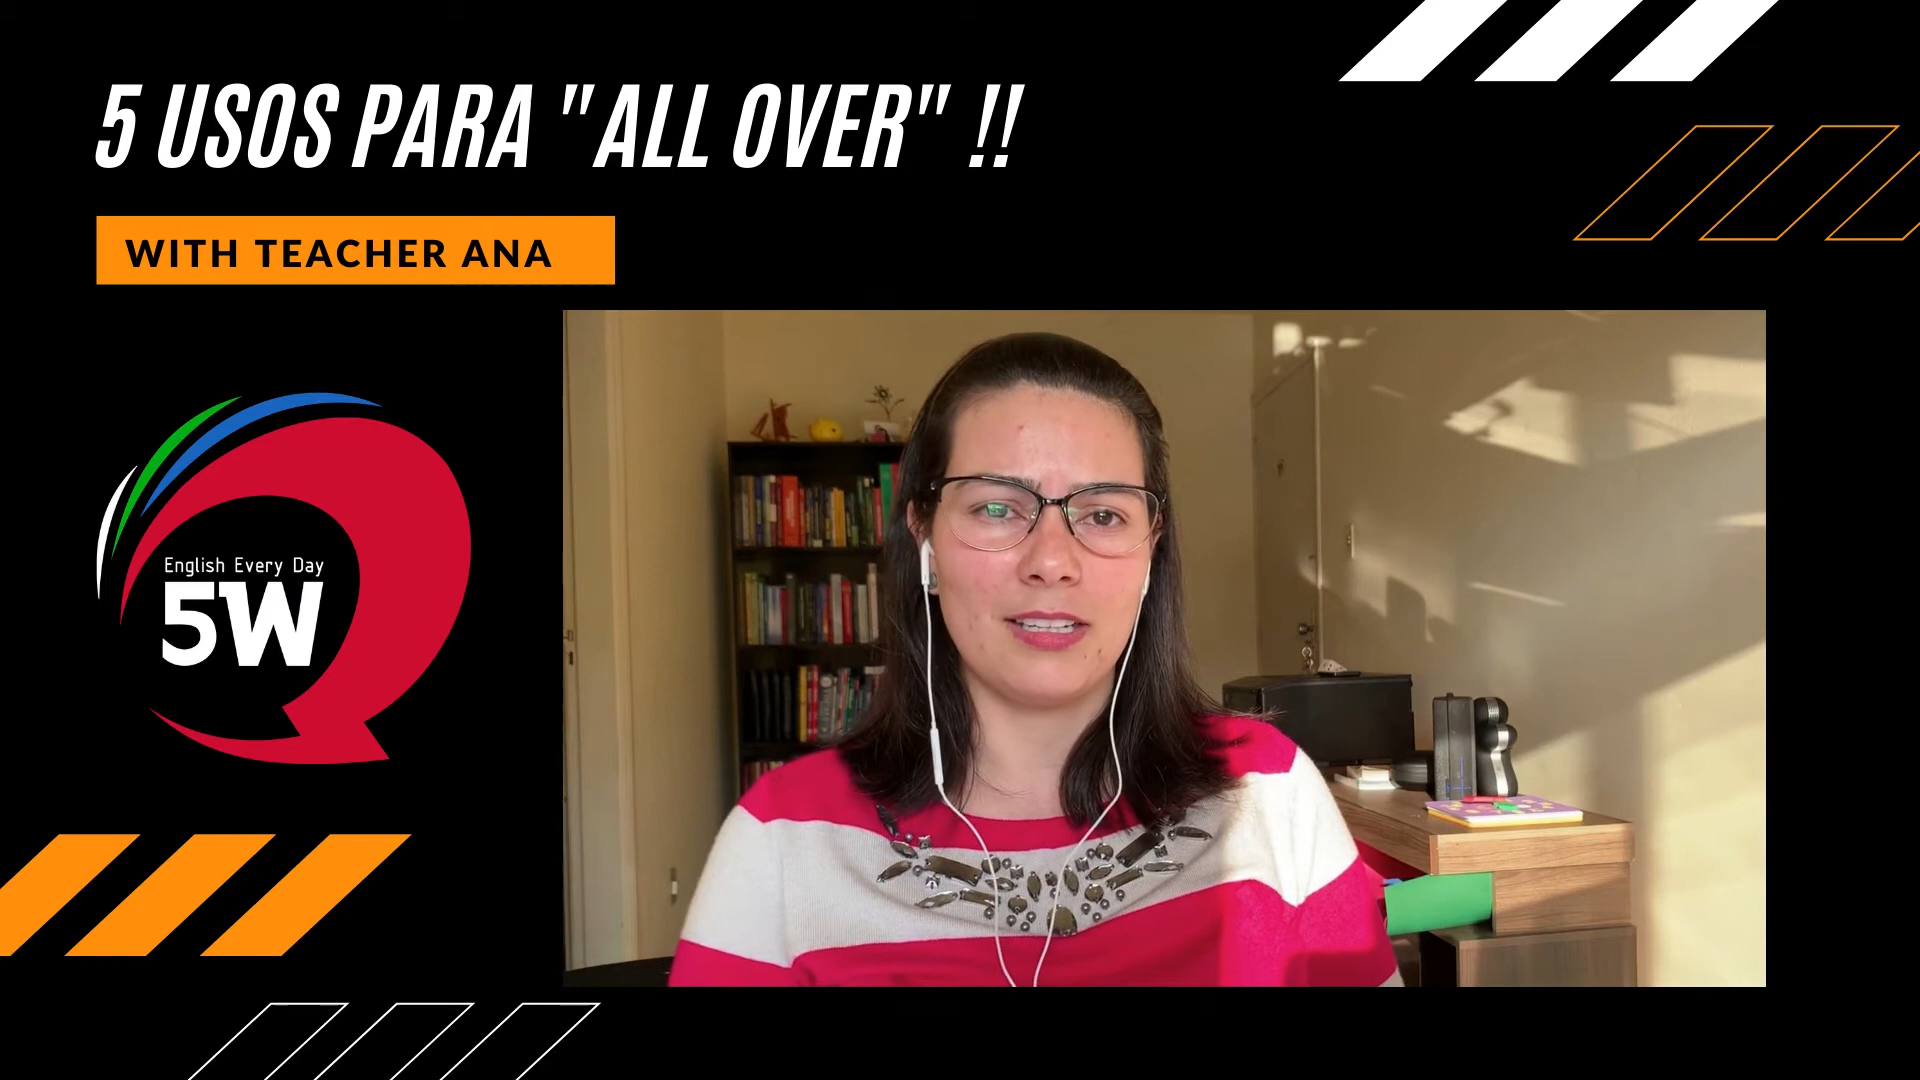 5 USOS PARA "ALL OVER" !!
WITH TEACHER ANA
English Every Day
5W